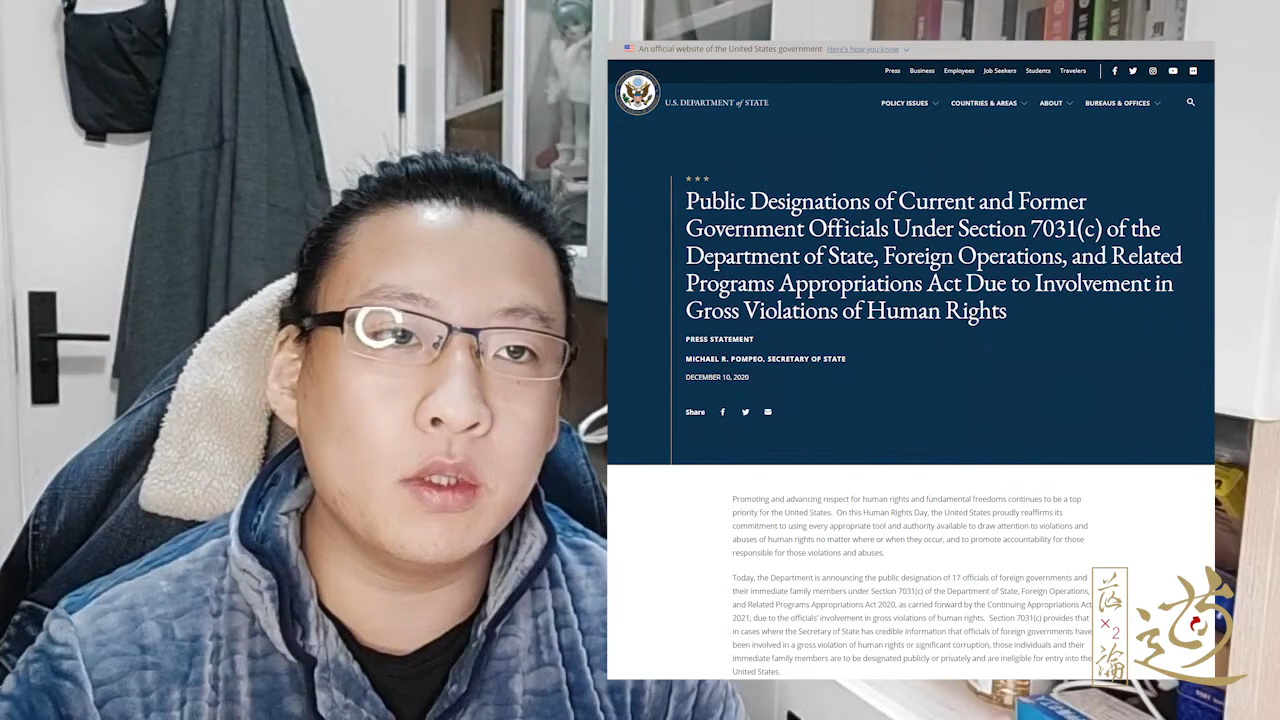 An official website of the United States government Here's how you know
Press Business Employees Job Seekers Students Travelers
U.S. DEPARTMENT of STATE
POLICY ISSUES COUNTRIES & AREAS ABOUT BUREAUS & OFFICES
Public Designations of Current and Former
Government Officials Under Section 7031(c) of the
Department of State, Foreign Operations, and Related
Programs Appropriations Act Due to Involvement in
Gross Violations of Human Rights
PRESS STATEMENT
MICHAEL R. POMPEO, SECRETARY OF STATE
DECEMBER 10, 2020
Share
Promoting and advancing respect for human rights and fundamental freedoms continues to be a top
priority for the United States. On this Human Rights Day, the United States proudly reaffirms its
commitment to using every appropriate tool and authority available to draw attention to violations and
abuses of human rights no matter where or when they occur, and to promote accountability for those
responsible for those violations and abuses.
Today, the Department is announcing the public designation of 17 officials of foreign governments and
their immediate family members under Section 7031(c) of the Department of State, Foreign Operations,
and Related Programs Appropriations Act 2020, as carried forward by the Continuing Appropriations Act
2021, due to the officials' involvement in gross violations of human rights. Section 7031(c) provides that
in cases where the Secretary of State has credible information that officials of foreign governments have
been involved in a gross violation of human rights or significant corruption, those individuals and their
immediate family members are to be designated publicly or privately and are ineligible for entry into the
United States.
×2
論